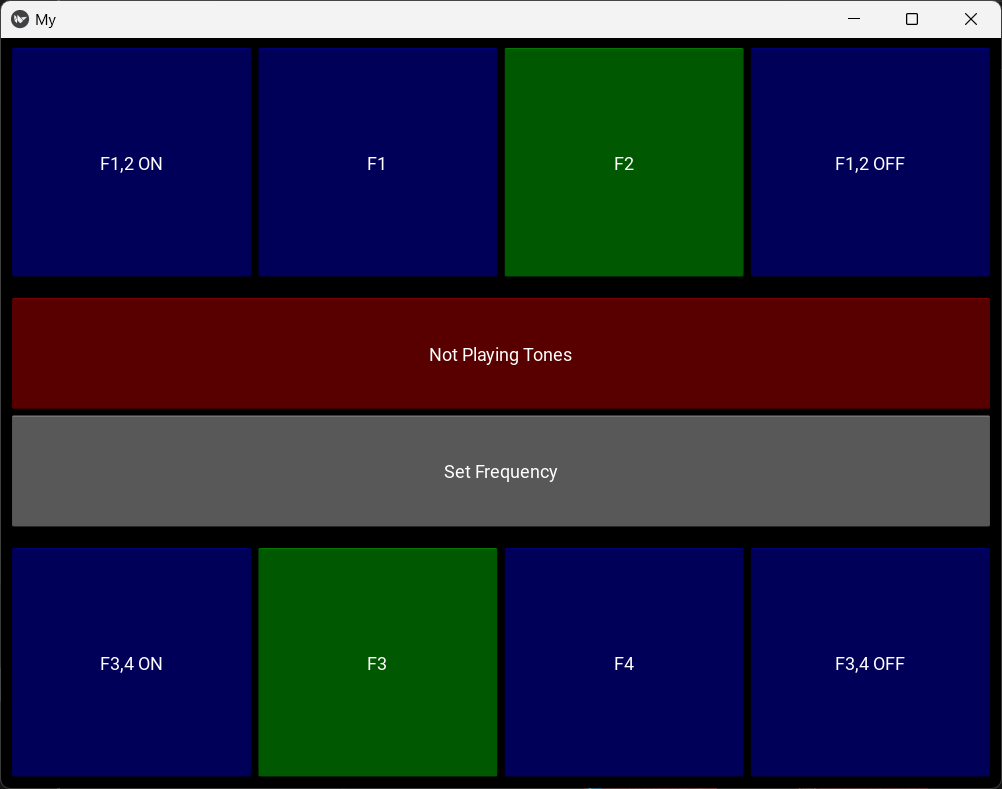 My
F1,2 ON
F1
F2
F1,2 OFF
Not Playing Tones
Set Frequency
F3,4 ON
F3
F4
F3,4 OFF